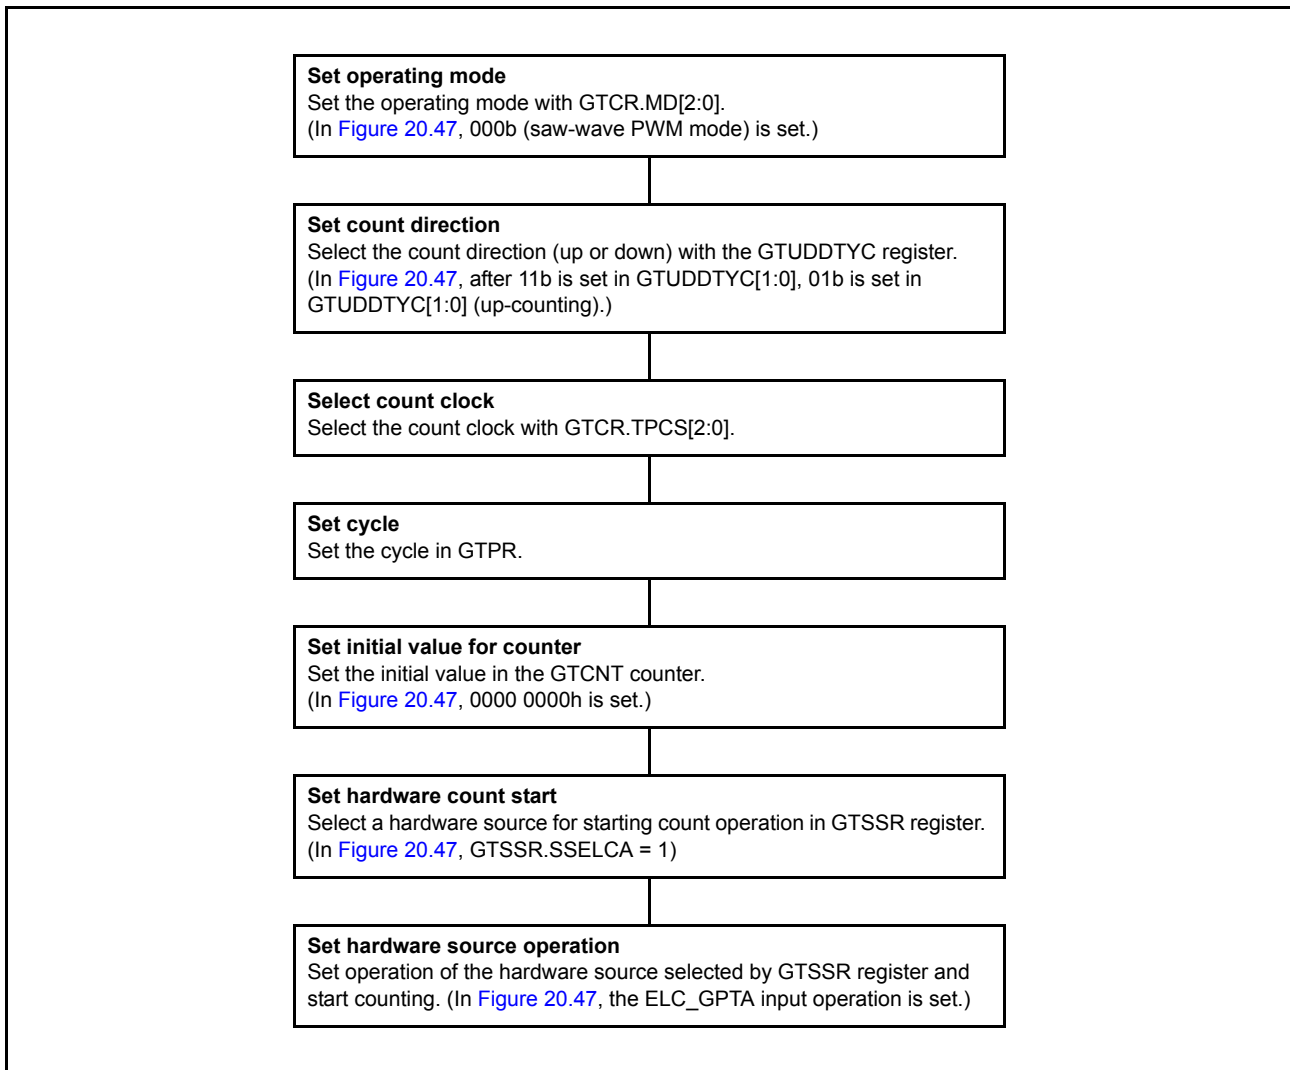 Set operating mode
Set the operating mode with GTCR.MD[2:0].
(In Figure 20.47, 000b (saw-wave PWM mode) is set.)
Set count direction
Select the count direction (up or down) with the GTUDDTYC register.
(In Figure 20.47, after 11b is set in GTUDDTYC[1:0], 01b is set in
GTUDDTYC[1:0] (up-counting).)
Select count clock
Select the count clock with GTCR.TPCS[2:0].
Set cycle
Set the cycle in GTPR.
Set initial value for counter
Set the initial value in the GTCNT counter.
(In Figure 20.47, 0000 0000h is set.)
Set hardware count start
Select a hardware source for starting count operation in GTSSR register.
(In Figure 20.47, GTSSR.SSELCA = 1)
Set hardware source operation
Set operation of the hardware source selected by GTSSR register and
start counting. (In Figure 20.47, the ELC_GPTA input operation is set.)